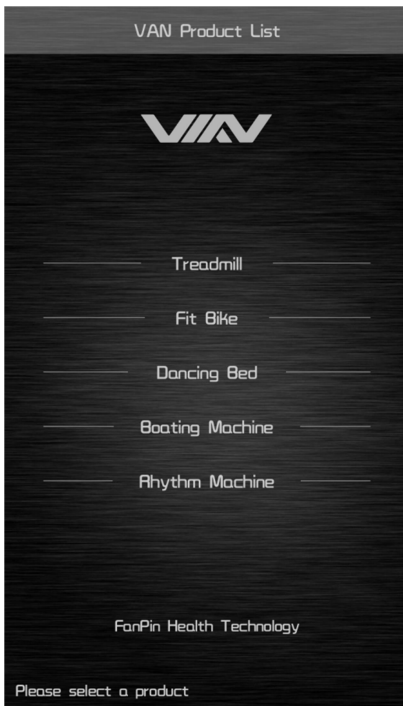 VAN Product List
VAN
Treadmill
Fit Bike
Dancing Bed
Boating Machine
Rhythm Machine
FanPin Health Technology
Please select a product